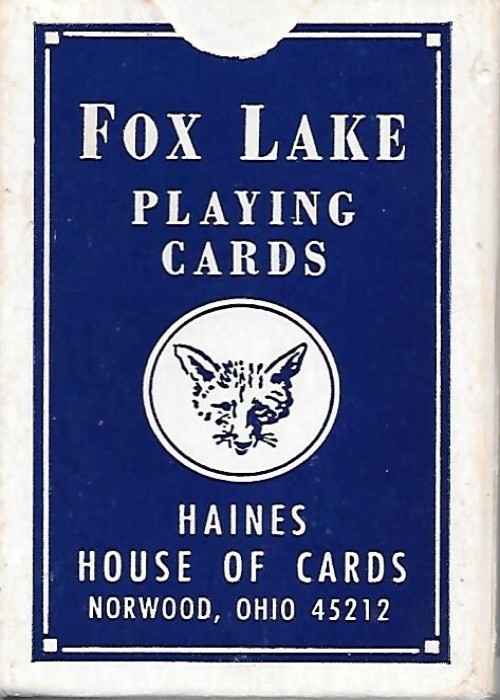 FOX LAKE
PLAYING
CARDS
HAINES
HOUSE OF CARDS
NORWOOD, OHIO 45212